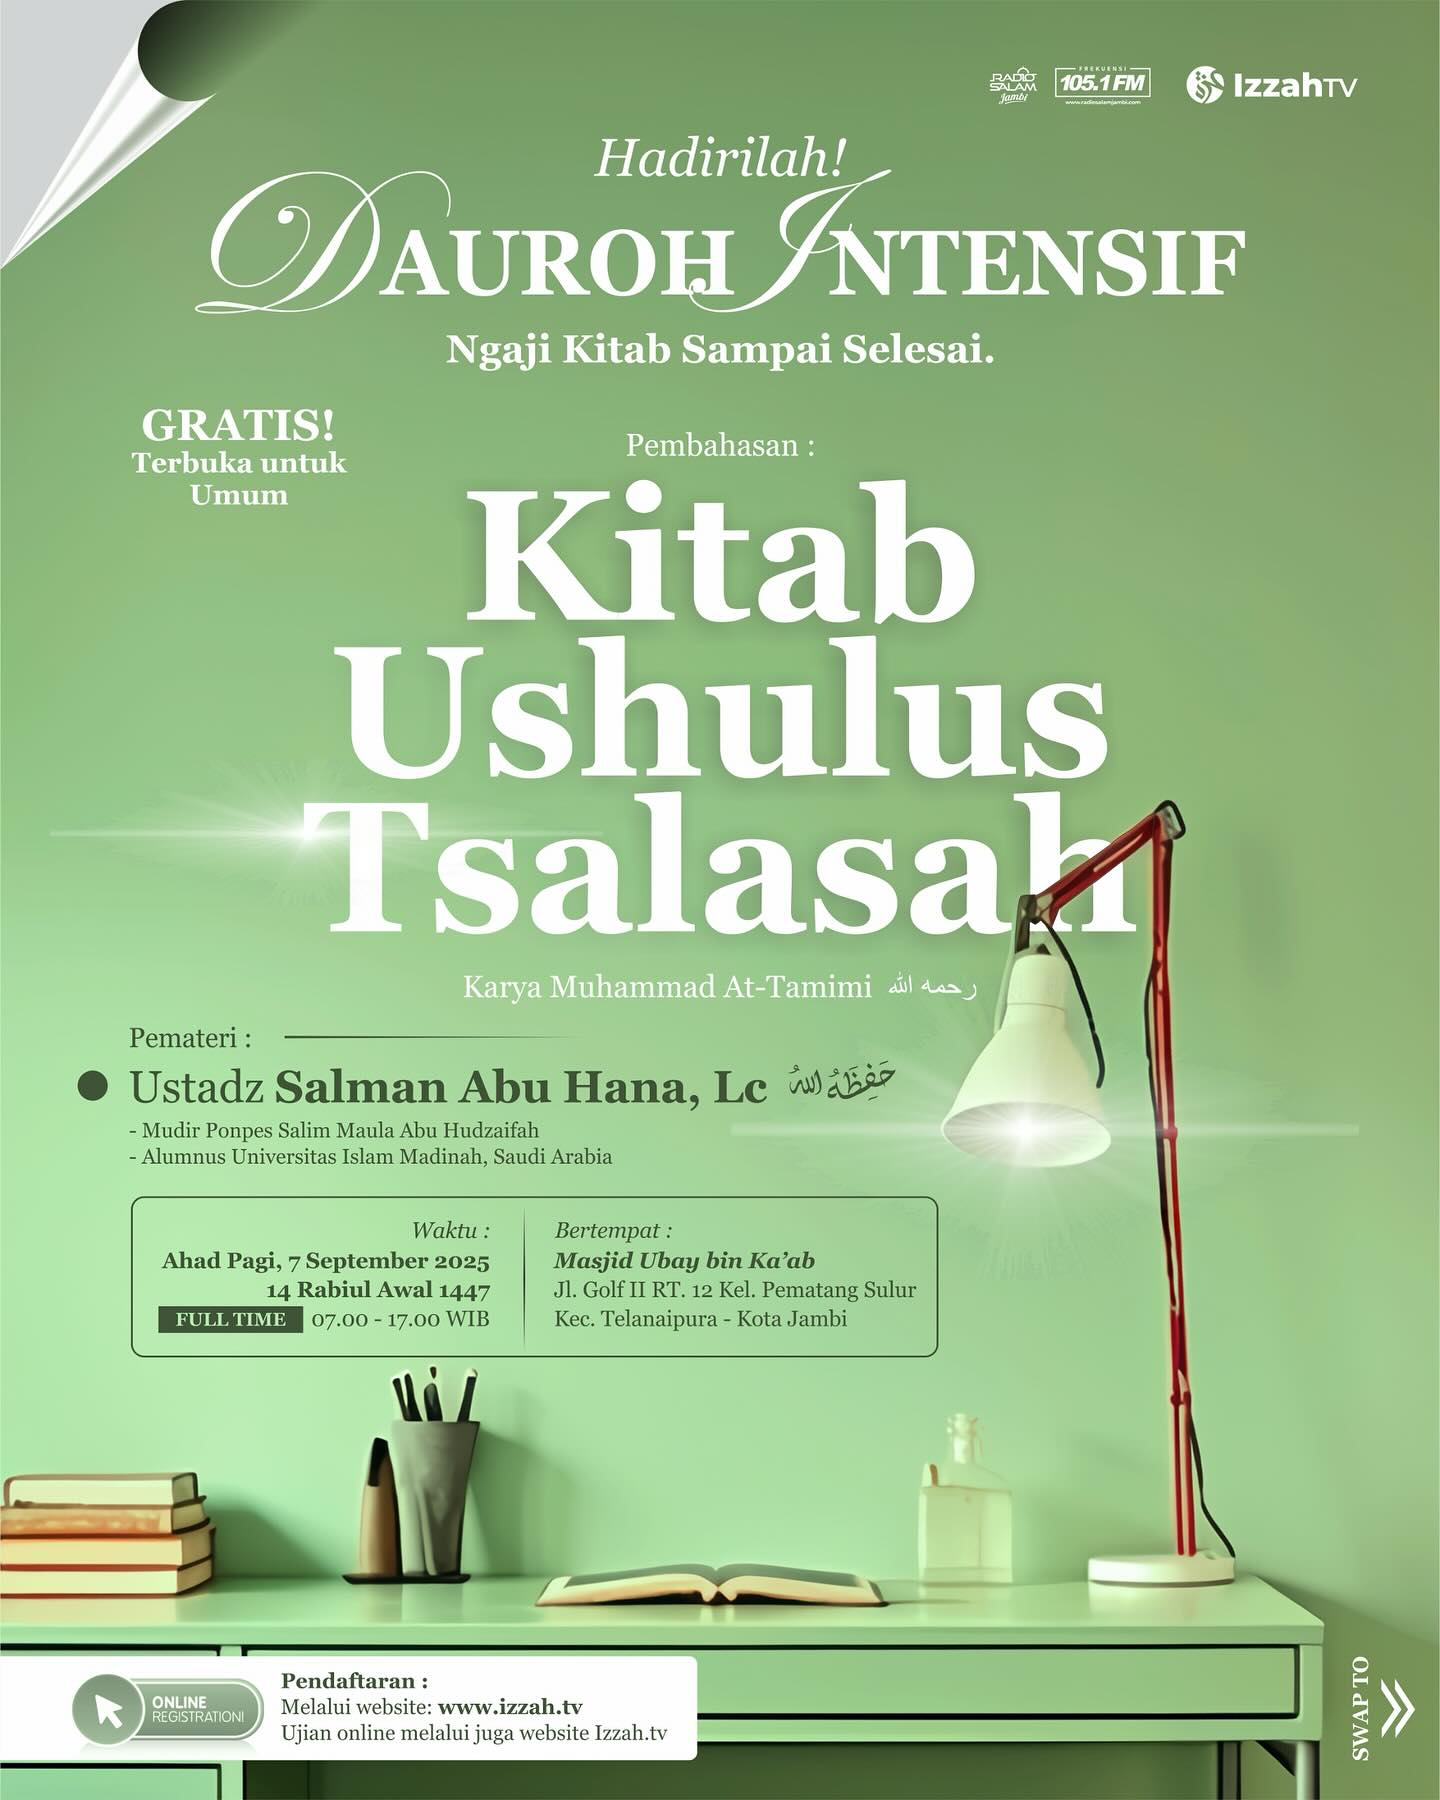 RADIO
SALAM
Jambi
FREKUENSI
105.1 FM
www.radiosalamjambi.com
IzzahTV
Hadirilah!
DAUROH INTENSIF
Ngaji Kitab Sampai Selesai.
GRATIS!
Terbuka untuk
Umum
Pembahasan :
Kitab
Ushulus
Tsalasah
Karya Muhammad At-Tamimi رحمه الله
Pemateri :
Ustadz Salman Abu Hana, Lc حَفِظَهُ اللهُ
- Mudir Ponpes Salim Maula Abu Hudzaifah
- Alumnus Universitas Islam Madinah, Saudi Arabia
Waktu :
Ahad Pagi, 7 September 2025
14 Rabiul Awal 1447
FULL TIME 07.00 - 17.00 WIB
Bertempat :
Masjid Ubay bin Ka’ab
Jl. Golf II RT. 12 Kel. Pematang Sulur
Kec. Telanaipura - Kota Jambi
ONLINE
REGISTRATION!
Pendaftaran :
Melalui website: www.izzah.tv
Ujian online melalui juga website Izzah.tv
SWAP TO